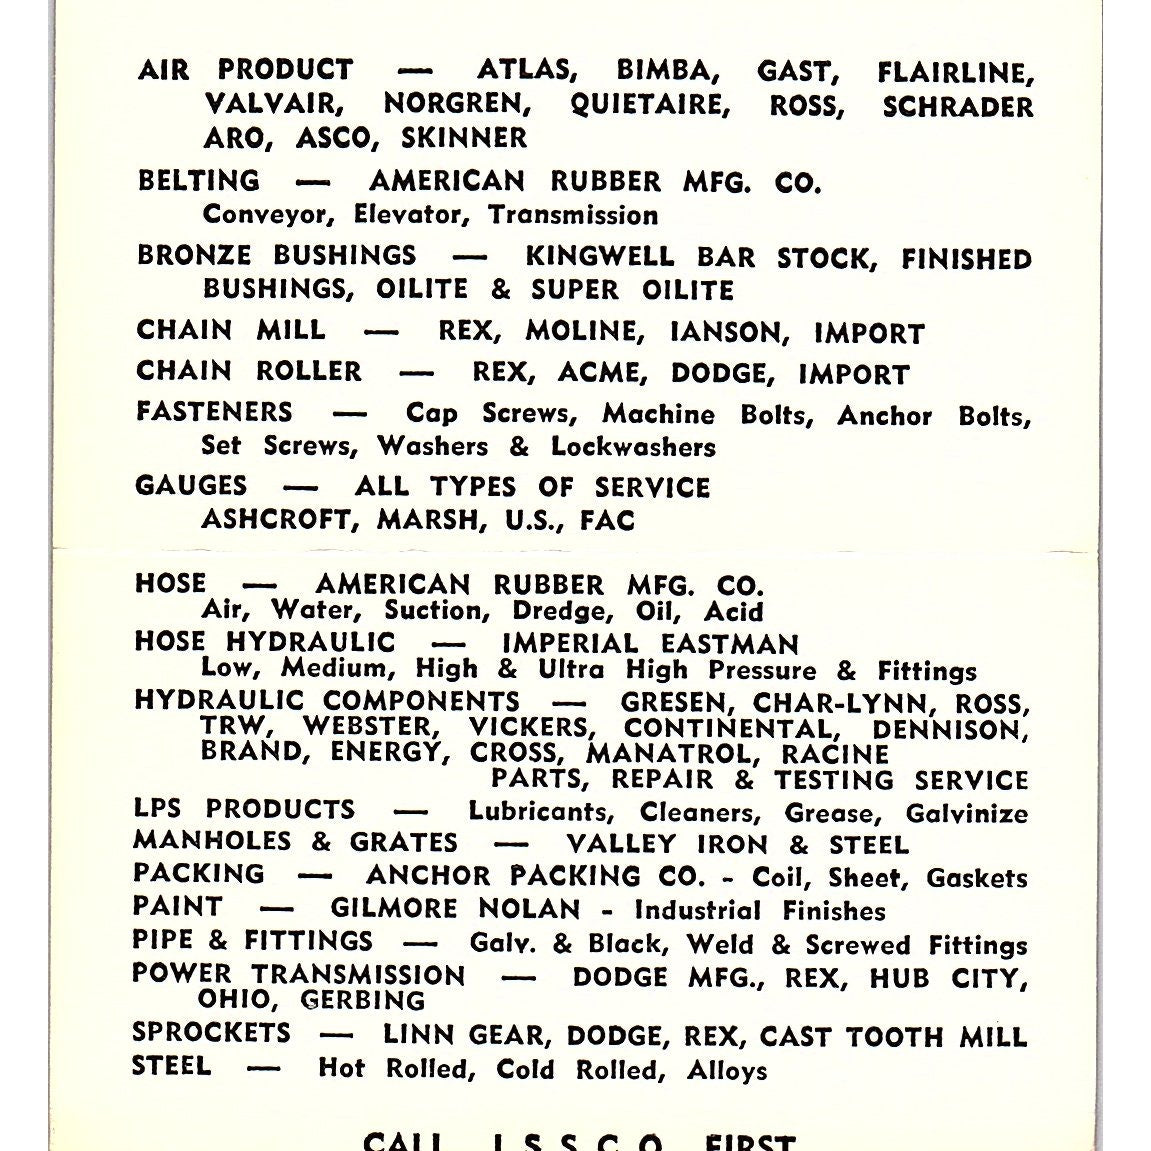 AIR PRODUCT — ATLAS, BIMBA, GAST, FLAIRLINE,
VALVAIR, NORGREN, QUIETAIRE, ROSS, SCHRADER
ARO, ASCO, SKINNER
BELTING — AMERICAN RUBBER MFG. CO.
Conveyor, Elevator, Transmission
BRONZE BUSHINGS — KINGWELL BAR STOCK, FINISHED
BUSHINGS, OILITE & SUPER OILITE
CHAIN MILL — REX, MOLINE, IANSON, IMPORT
CHAIN ROLLER — REX, ACME, DODGE, IMPORT
FASTENERS — Cap Screws, Machine Bolts, Anchor Bolts,
Set Screws, Washers & Lockwashers
GAUGES — ALL TYPES OF SERVICE
ASHCROFT, MARSH, U.S., FAC
HOSE — AMERICAN RUBBER MFG. CO.
Air, Water, Suction, Dredge, Oil, Acid
HOSE HYDRAULIC — IMPERIAL EASTMAN
Low, Medium, High & Ultra High Pressure & Fittings
HYDRAULIC COMPONENTS — GRESEN, CHAR-LYNN, ROSS,
TRW, WEBSTER, VICKERS, CONTINENTAL, DENNISON,
BRAND, ENERGY, CROSS, MANATROL, RACINE
PARTS, REPAIR & TESTING SERVICE
LPS PRODUCTS — Lubricants, Cleaners, Grease, Galvinize
MANHOLES & GRATES — VALLEY IRON & STEEL
PACKING — ANCHOR PACKING CO. - Coil, Sheet, Gaskets
PAINT — GILMORE NOLAN - Industrial Finishes
PIPE & FITTINGS — Galv. & Black, Weld & Screwed Fittings
POWER TRANSMISSION — DODGE MFG., REX, HUB CITY,
OHIO, GERBING
SPROCKETS — LINN GEAR, DODGE, REX, CAST TOOTH MILL
STEEL — Hot Rolled, Cold Rolled, Alloys
CALL I.S.S.C.O. FIRST